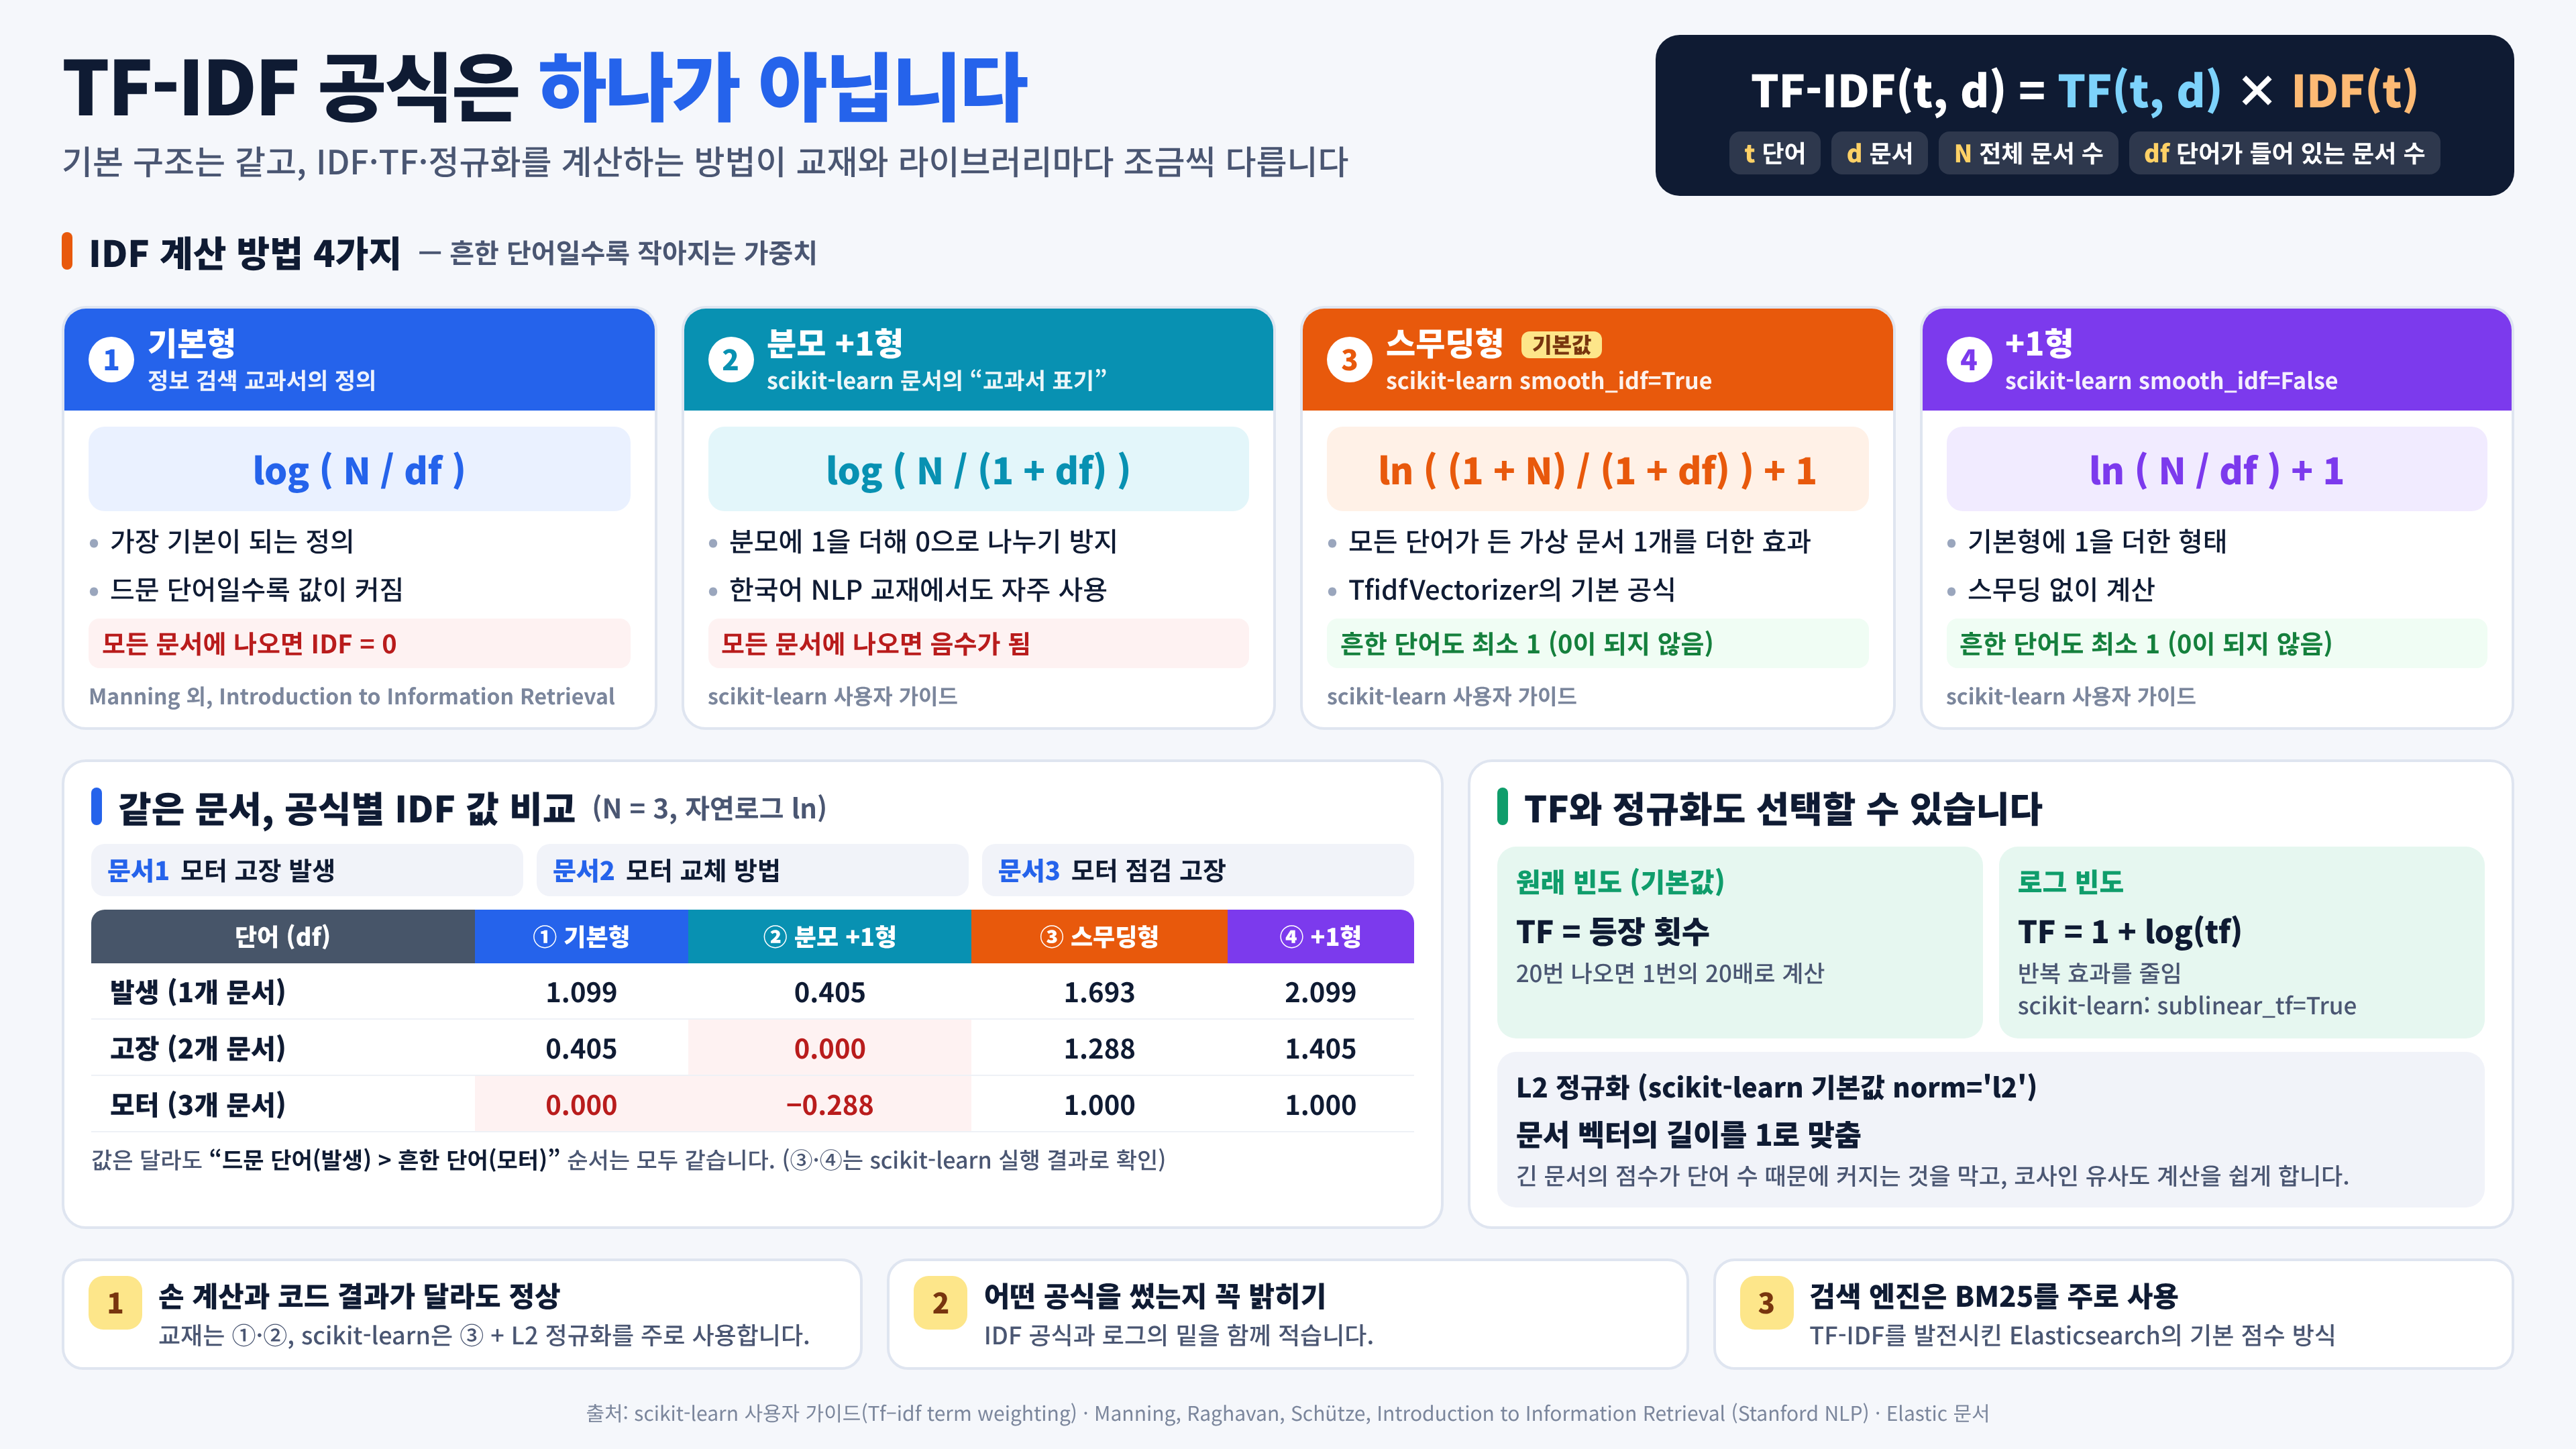 TF-IDF 공식은 하나가 아닙니다
기본 구조는 같고, IDF·TF·정규화를 계산하는 방법이 교재와 라이브러리마다 조금씩 다릅니다
TF-IDF(t, d) = TF(t, d) × IDF(t)
t 단어
d 문서
N 전체 문서 수
df 단어가 들어 있는 문서 수
IDF 계산 방법 4가지 — 흔한 단어일수록 작아지는 가중치
1
기본형
정보 검색 교과서의 정의
log ( N / df )
• 가장 기본이 되는 정의
• 드문 단어일수록 값이 커짐
모든 문서에 나오면 IDF = 0
Manning 외, Introduction to Information Retrieval
2
분모 +1형
scikit-learn 문서의 “교과서 표기”
log ( N / (1 + df) )
• 분모에 1을 더해 0으로 나누기 방지
• 한국어 NLP 교재에서도 자주 사용
모든 문서에 나오면 음수가 됨
scikit-learn 사용자 가이드
3
스무딩형 기본값
scikit-learn smooth_idf=True
ln ( (1 + N) / (1 + df) ) + 1
• 모든 단어가 든 가상 문서 1개를 더한 효과
• TfidfVectorizer의 기본 공식
흔한 단어도 최소 1 (0이 되지 않음)
scikit-learn 사용자 가이드
4
+1형
scikit-learn smooth_idf=False
ln ( N / df ) + 1
• 기본형에 1을 더한 형태
• 스무딩 없이 계산
흔한 단어도 최소 1 (0이 되지 않음)
scikit-learn 사용자 가이드
같은 문서, 공식별 IDF 값 비교 (N = 3, 자연로그 ln)
문서1 모터 고장 발생
문서2 모터 교체 방법
문서3 모터 점검 고장
단어 (df) ① 기본형 ② 분모 +1형 ③ 스무딩형 ④ +1형
발생 (1개 문서) 1.099 0.405 1.693 2.099
고장 (2개 문서) 0.405 0.000 1.288 1.405
모터 (3개 문서) 0.000 −0.288 1.000 1.000
값은 달라도 “드문 단어(발생) > 흔한 단어(모터)” 순서는 모두 같습니다. (③·④는 scikit-learn 실행 결과로 확인)
TF와 정규화도 선택할 수 있습니다
원래 빈도 (기본값)
TF = 등장 횟수
20번 나오면 1번의 20배로 계산
로그 빈도
TF = 1 + log(tf)
반복 효과를 줄임
scikit-learn: sublinear_tf=True
L2 정규화 (scikit-learn 기본값 norm='l2')
문서 벡터의 길이를 1로 맞춤
긴 문서의 점수가 단어 수 때문에 커지는 것을 막고, 코사인 유사도 계산을 쉽게 합니다.
1
손 계산과 코드 결과가 달라도 정상
교재는 ①·②, scikit-learn은 ③ + L2 정규화를 주로 사용합니다.
2
어떤 공식을 썼는지 꼭 밝히기
IDF 공식과 로그의 밑을 함께 적습니다.
3
검색 엔진은 BM25를 주로 사용
TF-IDF를 발전시킨 Elasticsearch의 기본 점수 방식
출처: scikit-learn 사용자 가이드(Tf–idf term weighting) · Manning, Raghavan, Schütze, Introduction to Information Retrieval (Stanford NLP) · Elastic 문서